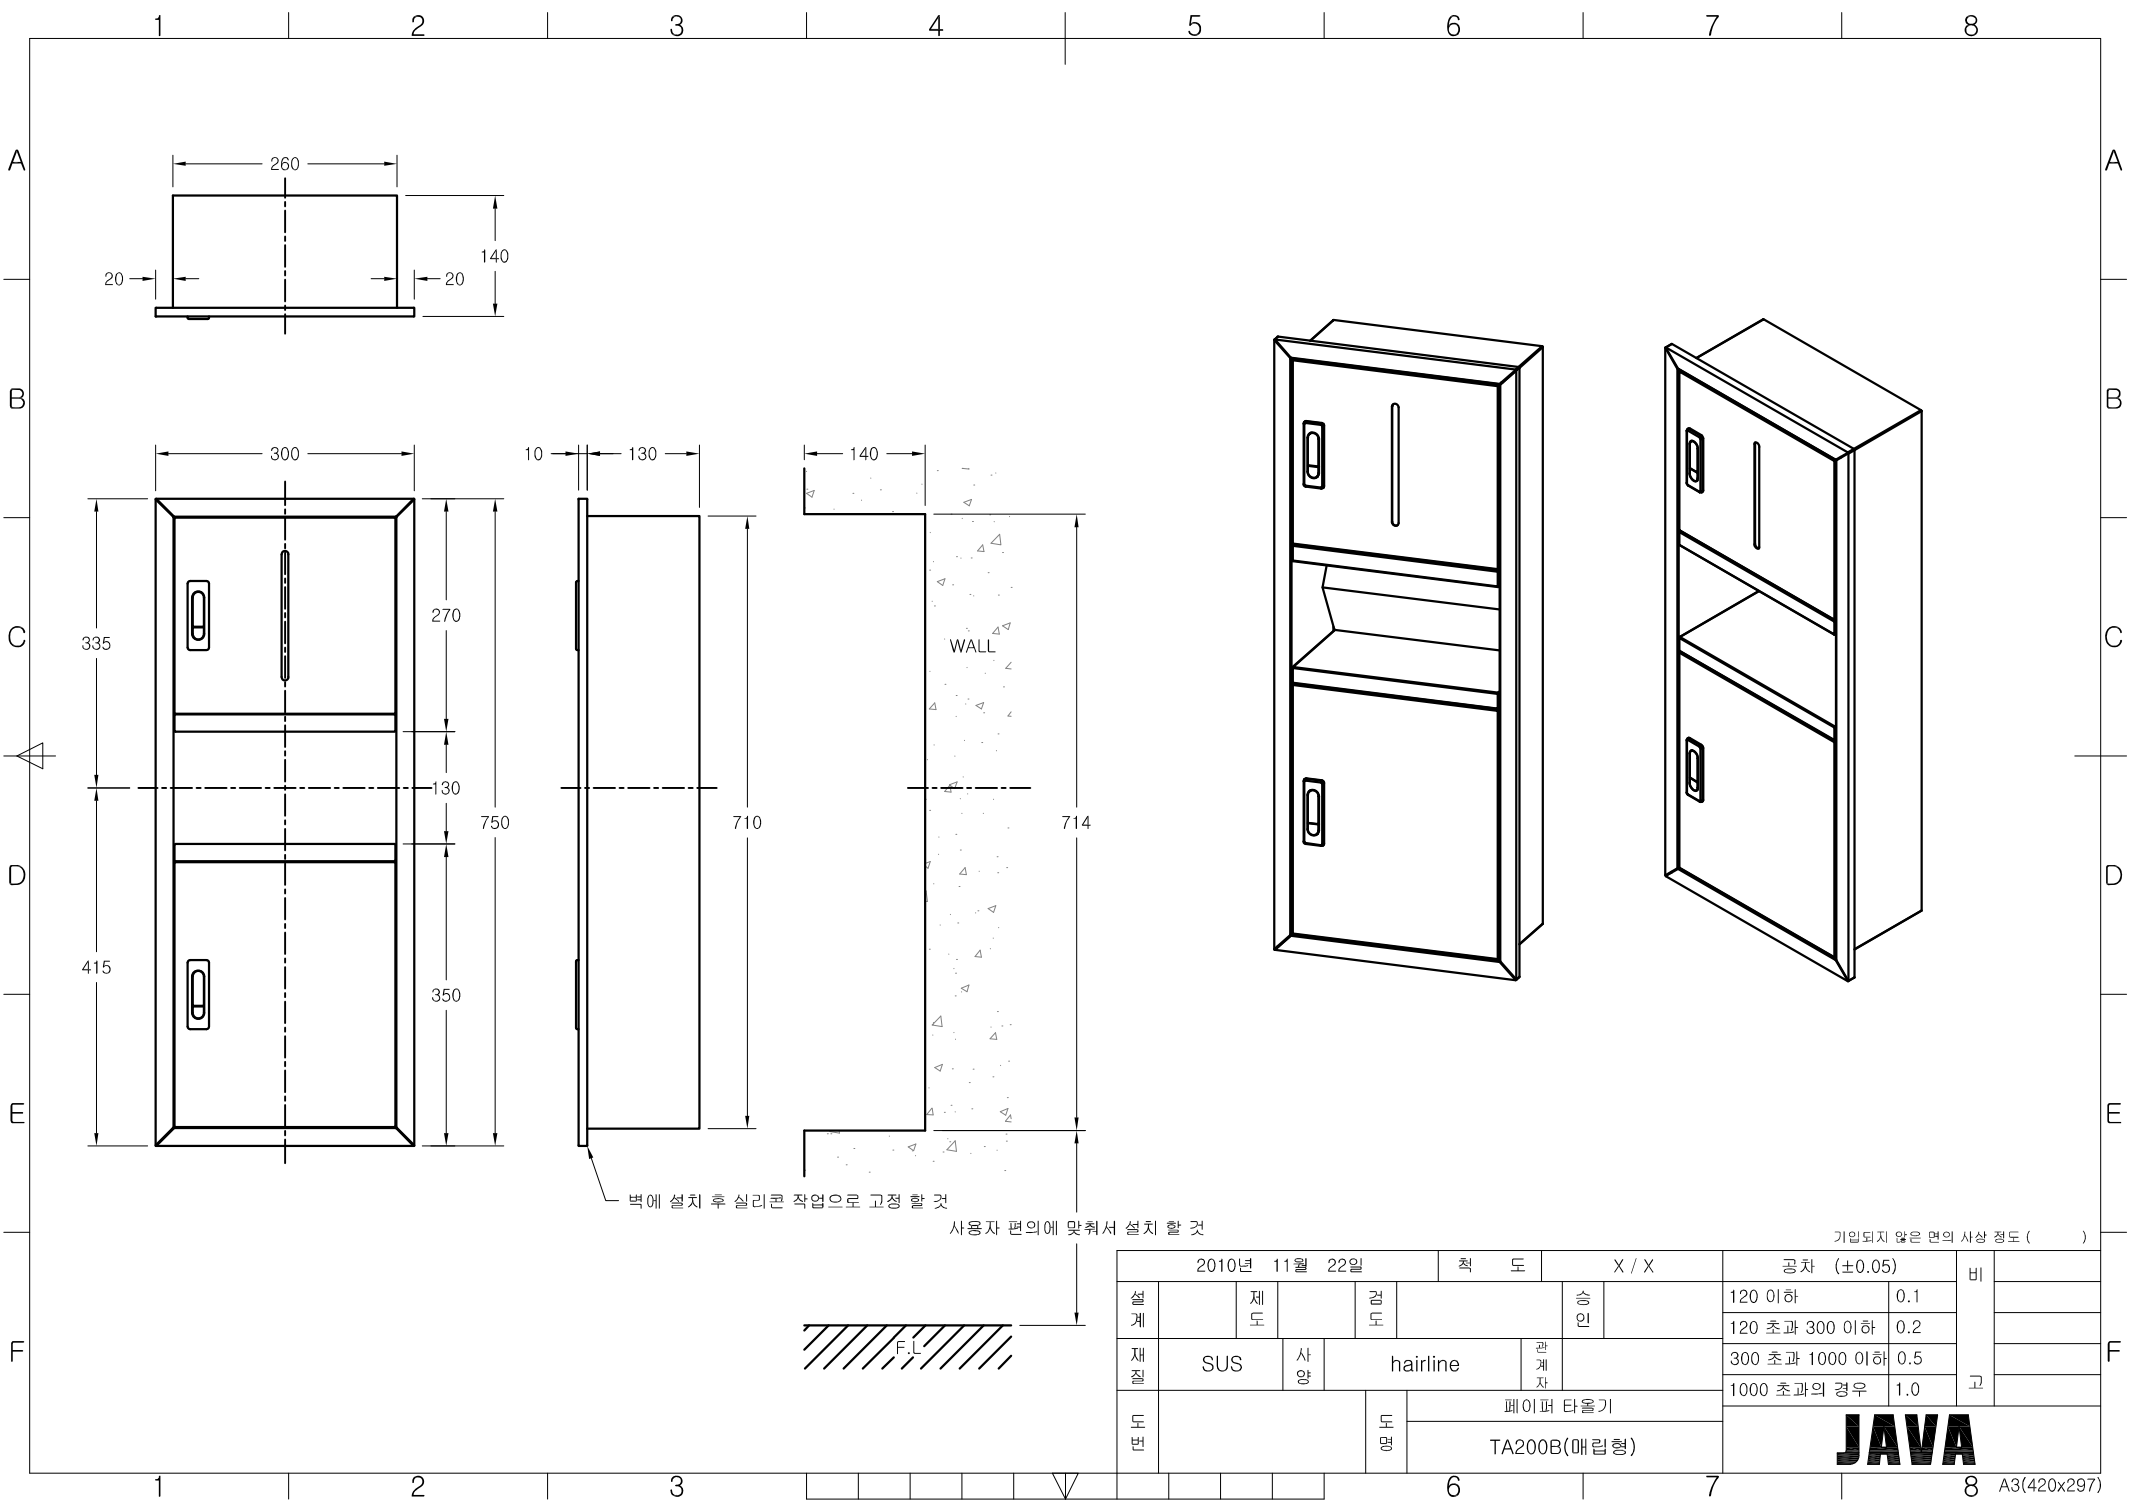 1 2 3 4 5 6 7 8
A A
260
140
20 20
B B
300
10 130
140
C C
335
270
WALL
130
750
710
714
D D
415
350
E E
벽에 설치 후 실리콘 작업으로 고정 할 것
사용자 편의에 맞춰서 설치 할 것
F.L
F F
기입되지 않은 면의 사상 정도 ( )
2010년 11월 22일 척 도 X / X 공차 (±0.05) 비 고
설계 제도 검도 승인 120 이하 0.1
120 초과 300 이하 0.2
재질 SUS 사양 hairline 관계자 300 초과 1000 이하 0.5
1000 초과의 경우 1.0
도번 도명 페이퍼 타올기
TA200B(매립형)
JAVA
1 2 3 6 7 8 A3(420x297)